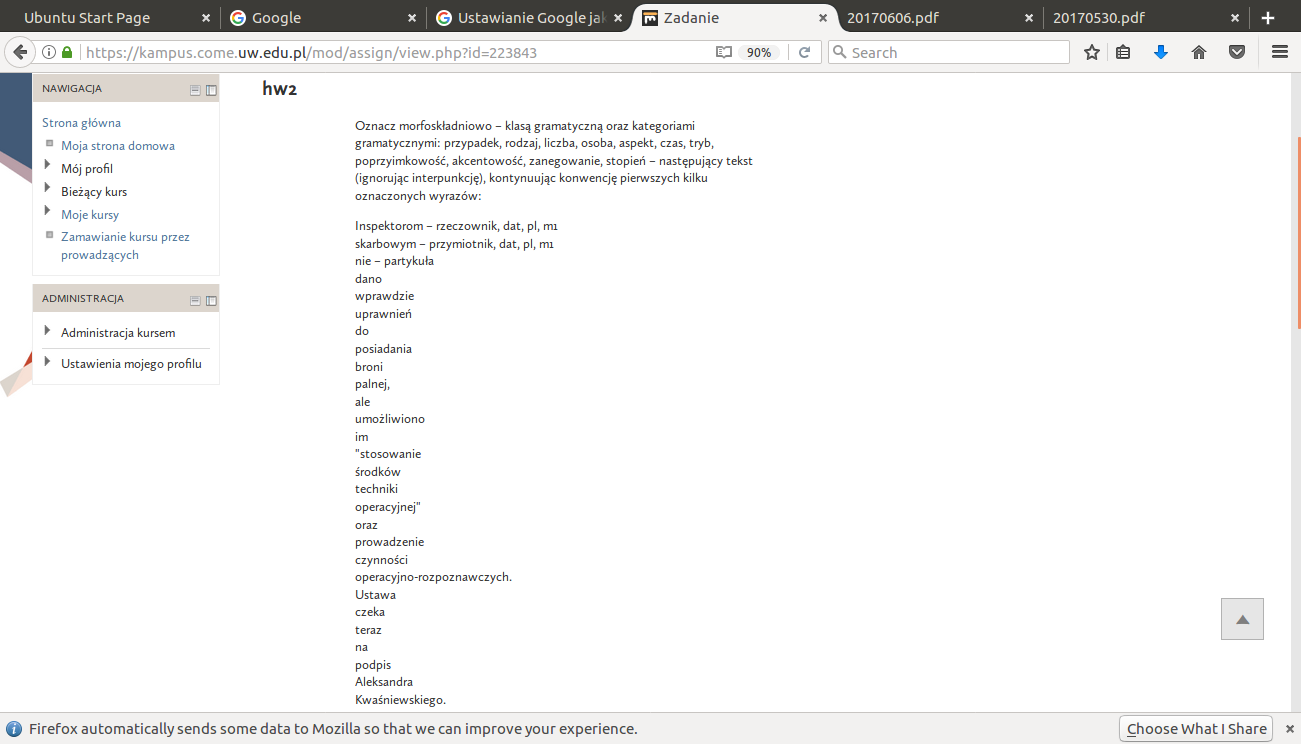 Ubuntu Start Page
Google
Ustawianie Google jak
Zadanie
20170606.pdf
20170530.pdf
https://kampus.come.uw.edu.pl/mod/assign/view.php?id=223843
90%
Search
NAWIGACJA
Strona główna
Moja strona domowa
Mój profil
Bieżący kurs
Moje kursy
Zamawianie kursu przez
prowadzących
ADMINISTRACJA
Administracja kursem
Ustawienia mojego profilu
hw2
Oznacz morfoskładniowo – klasą gramatyczną oraz kategoriami
gramatycznymi: przypadek, rodzaj, liczba, osoba, aspekt, czas, tryb,
poprzyimkowość, akcentowość, zanegowanie, stopień – następujący tekst
(ignorując interpunkcję), kontynuując konwencję pierwszych kilku
oznaczonych wyrazów:
Inspektorom – rzeczownik, dat, pl, m1
skarbowym – przymiotnik, dat, pl, m1
nie – partykuła
dano
wprawdzie
uprawnień
do
posiadania
broni
palnej,
ale
umożliwiono
im
"stosowanie
środków
techniki
operacyjnej"
oraz
prowadzenie
czynności
operacyjno-rozpoznawczych.
Ustawa
czeka
teraz
na
podpis
Aleksandra
Kwaśniewskiego.
Firefox automatically sends some data to Mozilla so that we can improve your experience.
Choose What I Share